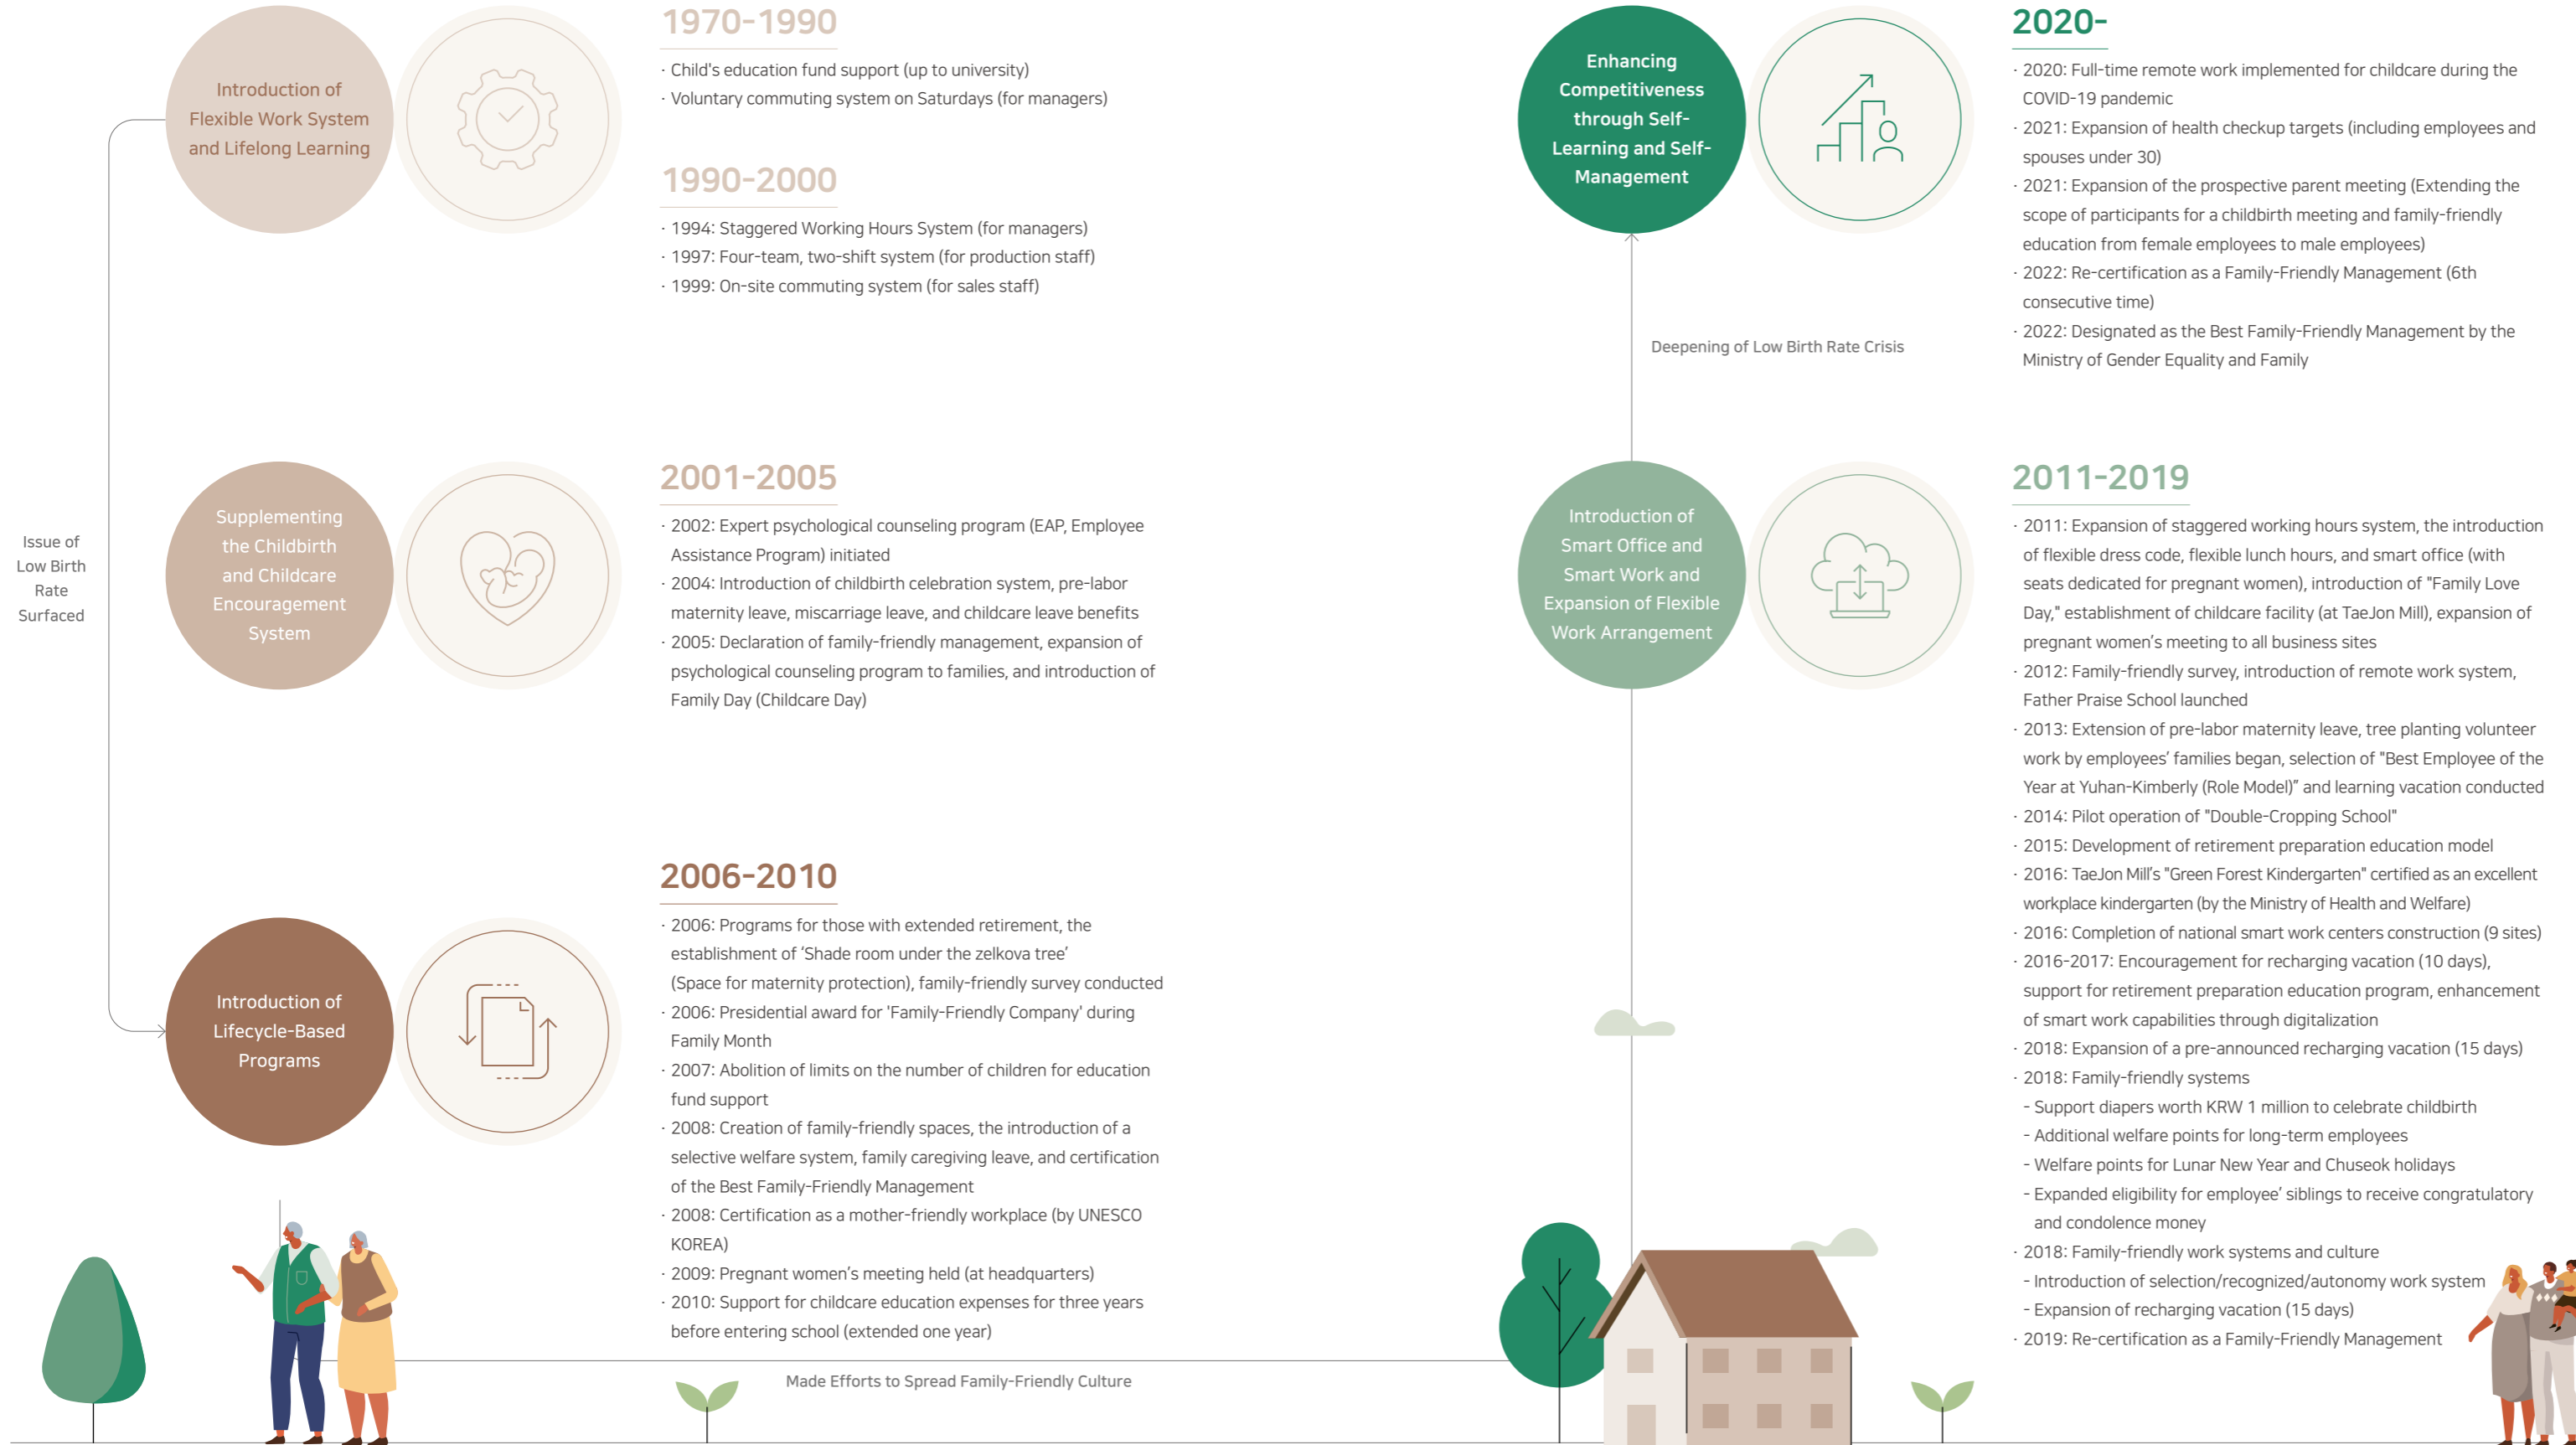 Introduction of
Flexible Work System
and Lifelong Learning
1970-1990
· Child's education fund support (up to university)
· Voluntary commuting system on Saturdays (for managers)
1990-2000
· 1994: Staggered Working Hours System (for managers)
· 1997: Four-team, two-shift system (for production staff)
· 1999: On-site commuting system (for sales staff)
Issue of
Low Birth
Rate
Surfaced
Supplementing
the Childbirth
and Childcare
Encouragement
System
2001-2005
· 2002: Expert psychological counseling program (EAP, Employee
Assistance Program) initiated
· 2004: Introduction of childbirth celebration system, pre-labor
maternity leave, miscarriage leave, and childcare leave benefits
· 2005: Declaration of family-friendly management, expansion of
psychological counseling program to families, and introduction of
Family Day (Childcare Day)
Introduction of
Lifecycle-Based
Programs
2006-2010
· 2006: Programs for those with extended retirement, the
establishment of ‘Shade room under the zelkova tree’
(Space for maternity protection), family-friendly survey conducted
· 2006: Presidential award for 'Family-Friendly Company' during
Family Month
· 2007: Abolition of limits on the number of children for education
fund support
· 2008: Creation of family-friendly spaces, the introduction of a
selective welfare system, family caregiving leave, and certification
of the Best Family-Friendly Management
· 2008: Certification as a mother-friendly workplace (by UNESCO
KOREA)
· 2009: Pregnant women’s meeting held (at headquarters)
· 2010: Support for childcare education expenses for three years
before entering school (extended one year)
Made Efforts to Spread Family-Friendly Culture
Enhancing
Competitiveness
through Self-
Learning and Self-
Management
2020-
· 2020: Full-time remote work implemented for childcare during the
COVID-19 pandemic
· 2021: Expansion of health checkup targets (including employees and
spouses under 30)
· 2021: Expansion of the prospective parent meeting (Extending the
scope of participants for a childbirth meeting and family-friendly
education from female employees to male employees)
· 2022: Re-certification as a Family-Friendly Management (6th
consecutive time)
· 2022: Designated as the Best Family-Friendly Management by the
Ministry of Gender Equality and Family
Deepening of Low Birth Rate Crisis
Introduction of
Smart Office and
Smart Work and
Expansion of Flexible
Work Arrangement
2011-2019
· 2011: Expansion of staggered working hours system, the introduction
of flexible dress code, flexible lunch hours, and smart office (with
seats dedicated for pregnant women), introduction of "Family Love
Day," establishment of childcare facility (at TaeJon Mill), expansion of
pregnant women’s meeting to all business sites
· 2012: Family-friendly survey, introduction of remote work system,
Father Praise School launched
· 2013: Extension of pre-labor maternity leave, tree planting volunteer
work by employees’ families began, selection of "Best Employee of the
Year at Yuhan-Kimberly (Role Model)” and learning vacation conducted
· 2014: Pilot operation of "Double-Cropping School"
· 2015: Development of retirement preparation education model
· 2016: TaeJon Mill’s "Green Forest Kindergarten" certified as an excellent
workplace kindergarten (by the Ministry of Health and Welfare)
· 2016: Completion of national smart work centers construction (9 sites)
· 2016-2017: Encouragement for recharging vacation (10 days),
support for retirement preparation education program, enhancement
of smart work capabilities through digitalization
· 2018: Expansion of a pre-announced recharging vacation (15 days)
· 2018: Family-friendly systems
- Support diapers worth KRW 1 million to celebrate childbirth
- Additional welfare points for long-term employees
- Welfare points for Lunar New Year and Chuseok holidays
- Expanded eligibility for employee’ siblings to receive congratulatory
and condolence money
· 2018: Family-friendly work systems and culture
- Introduction of selection/recognized/autonomy work system
- Expansion of recharging vacation (15 days)
· 2019: Re-certification as a Family-Friendly Management